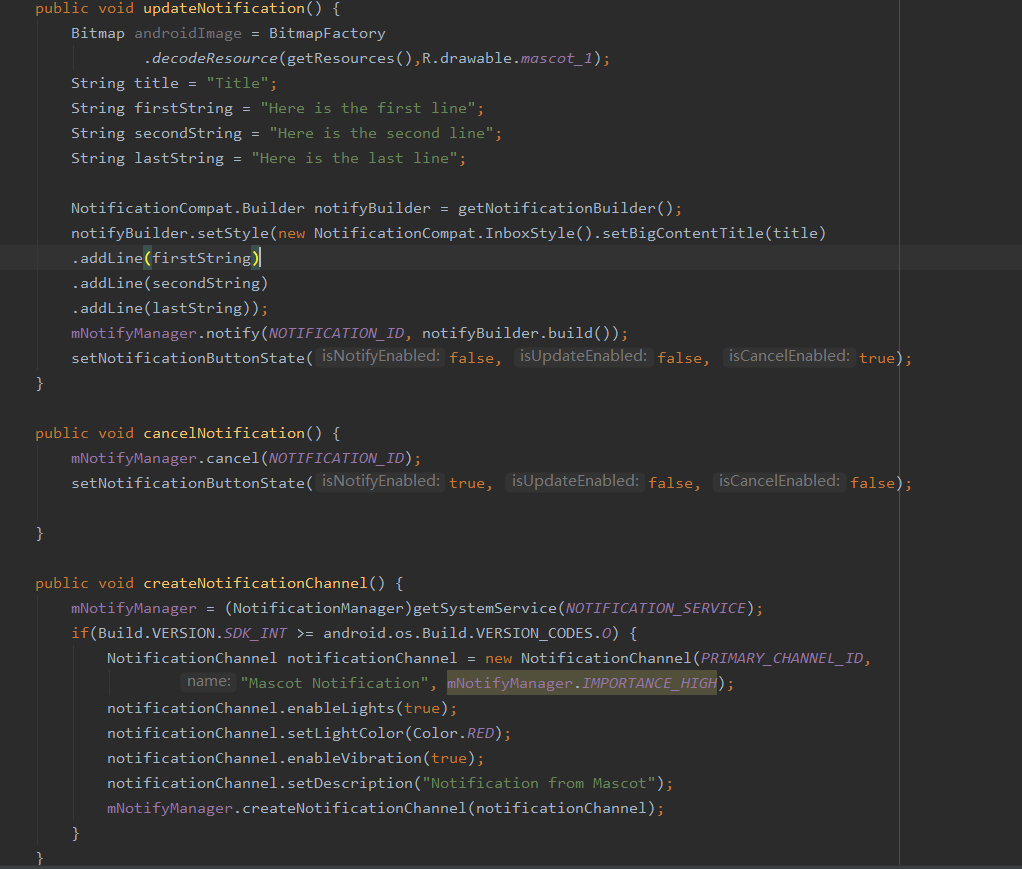 public void updateNotification() {
Bitmap androidImage = BitmapFactory
.decodeResource(getResources(),R.drawable.mascot_1);
String title = "Title";
String firstString = "Here is the first line";
String secondString = "Here is the second line";
String lastString = "Here is the last line";
NotificationCompat.Builder notifyBuilder = getNotificationBuilder();
notifyBuilder.setStyle(new NotificationCompat.InboxStyle().setBigContentTitle(title)
.addLine(firstString)
.addLine(secondString)
.addLine(lastString));
mNotifyManager.notify(NOTIFICATION_ID, notifyBuilder.build());
setNotificationButtonState( isNotifyEnabled: false, isUpdateEnabled: false, isCancelEnabled: true);
}
public void cancelNotification() {
mNotifyManager.cancel(NOTIFICATION_ID);
setNotificationButtonState( isNotifyEnabled: true, isUpdateEnabled: false, isCancelEnabled: false);
}
public void createNotificationChannel() {
mNotifyManager = (NotificationManager)getSystemService(NOTIFICATION_SERVICE);
if(Build.VERSION.SDK_INT >= android.os.Build.VERSION_CODES.O) {
NotificationChannel notificationChannel = new NotificationChannel(PRIMARY_CHANNEL_ID,
name: "Mascot Notification", mNotifyManager.IMPORTANCE_HIGH);
notificationChannel.enableLights(true);
notificationChannel.setLightColor(Color.RED);
notificationChannel.enableVibration(true);
notificationChannel.setDescription("Notification from Mascot");
mNotifyManager.createNotificationChannel(notificationChannel);
}
}